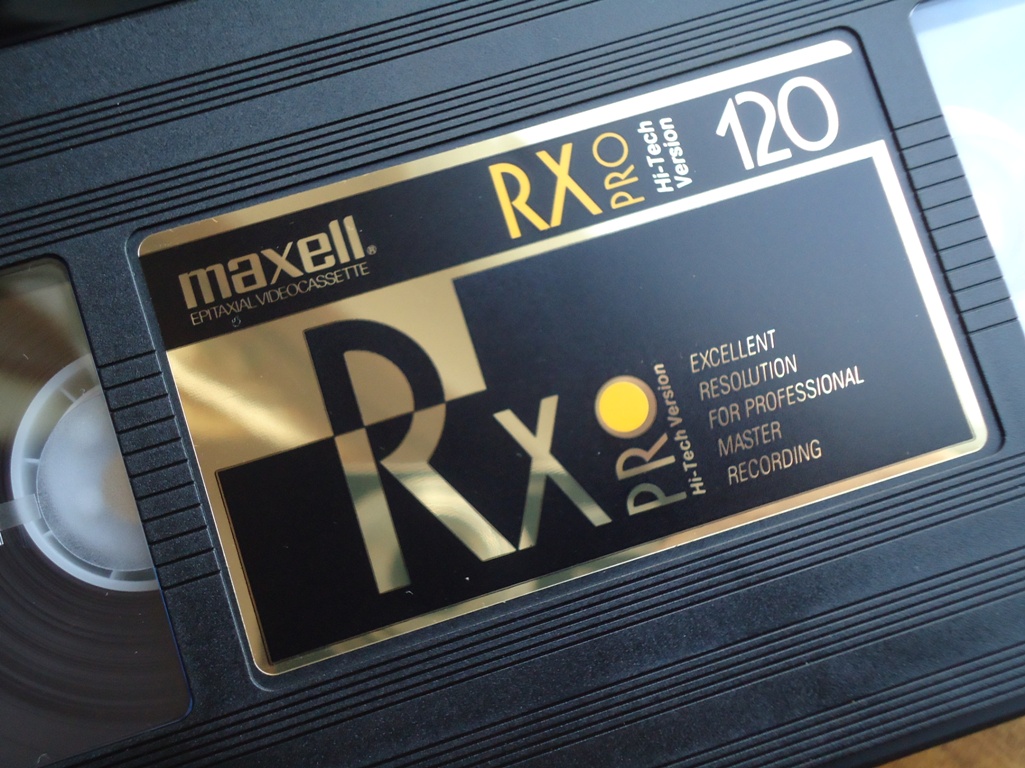 maxell®
EPITAXIAL VIDEOCASSETTE
RX
PRO
Hi-Tech
Version
120
Rx
PRO
Hi-Tech Version
EXCELLENT
RESOLUTION
FOR PROFESSIONAL
MASTER
RECORDING